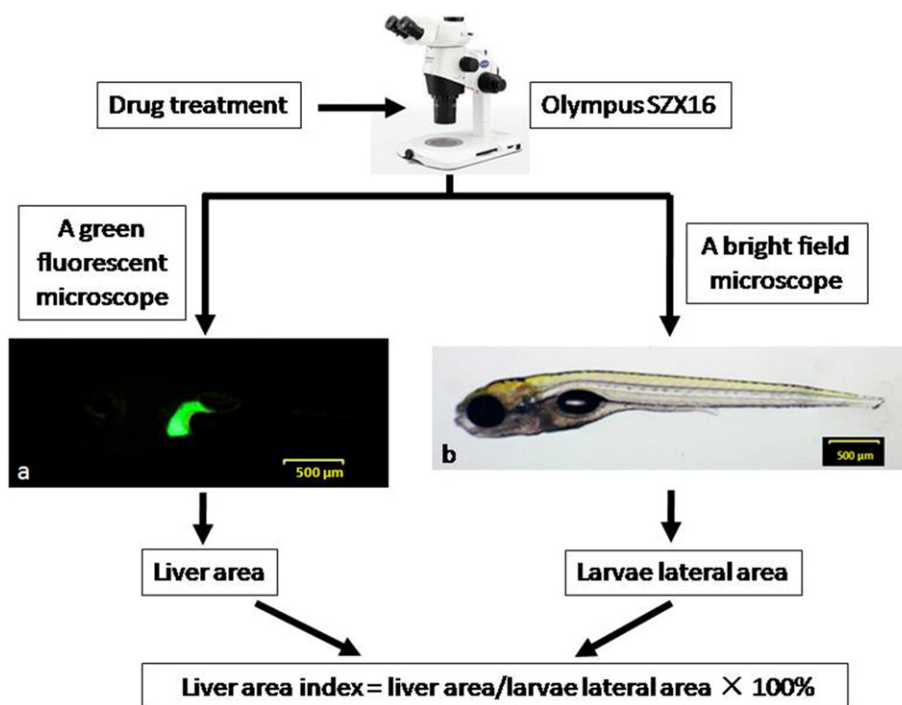 Drug treatment
Olympus SZX16
A green
fluorescent
microscope
A bright field
microscope
a
500 μm
b
500 μm
Liver area
Larvae lateral area
Liver area index = liver area/larvae lateral area × 100%